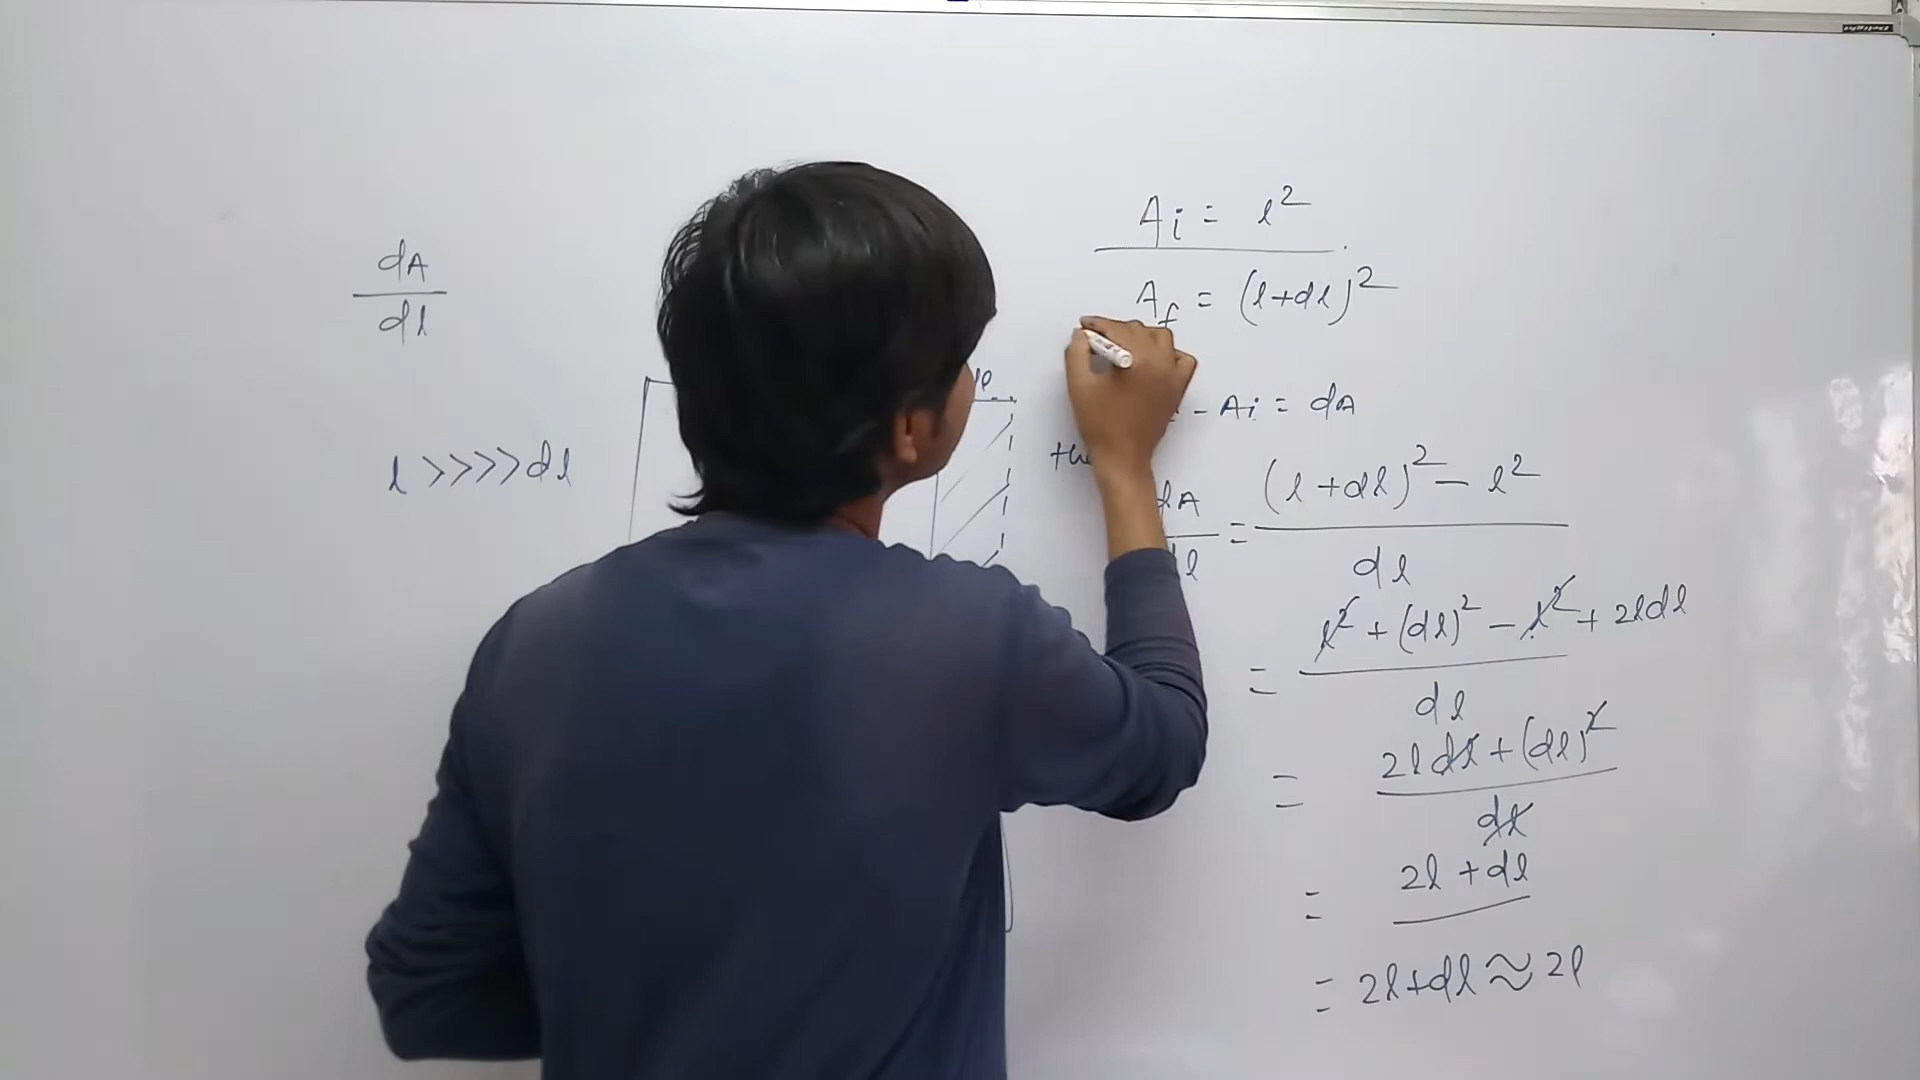 dA
dl
l >>>> dl
Ai = l²
Af = (l+dl)²
- Ai = dA
dA = (l+dl)² - l²
dl
= l² + (dl)² - l² + 2ldl
dl
= 2ldl + (dl)²
dl
= 2l + dl
= 2l+dl ≈ 2l